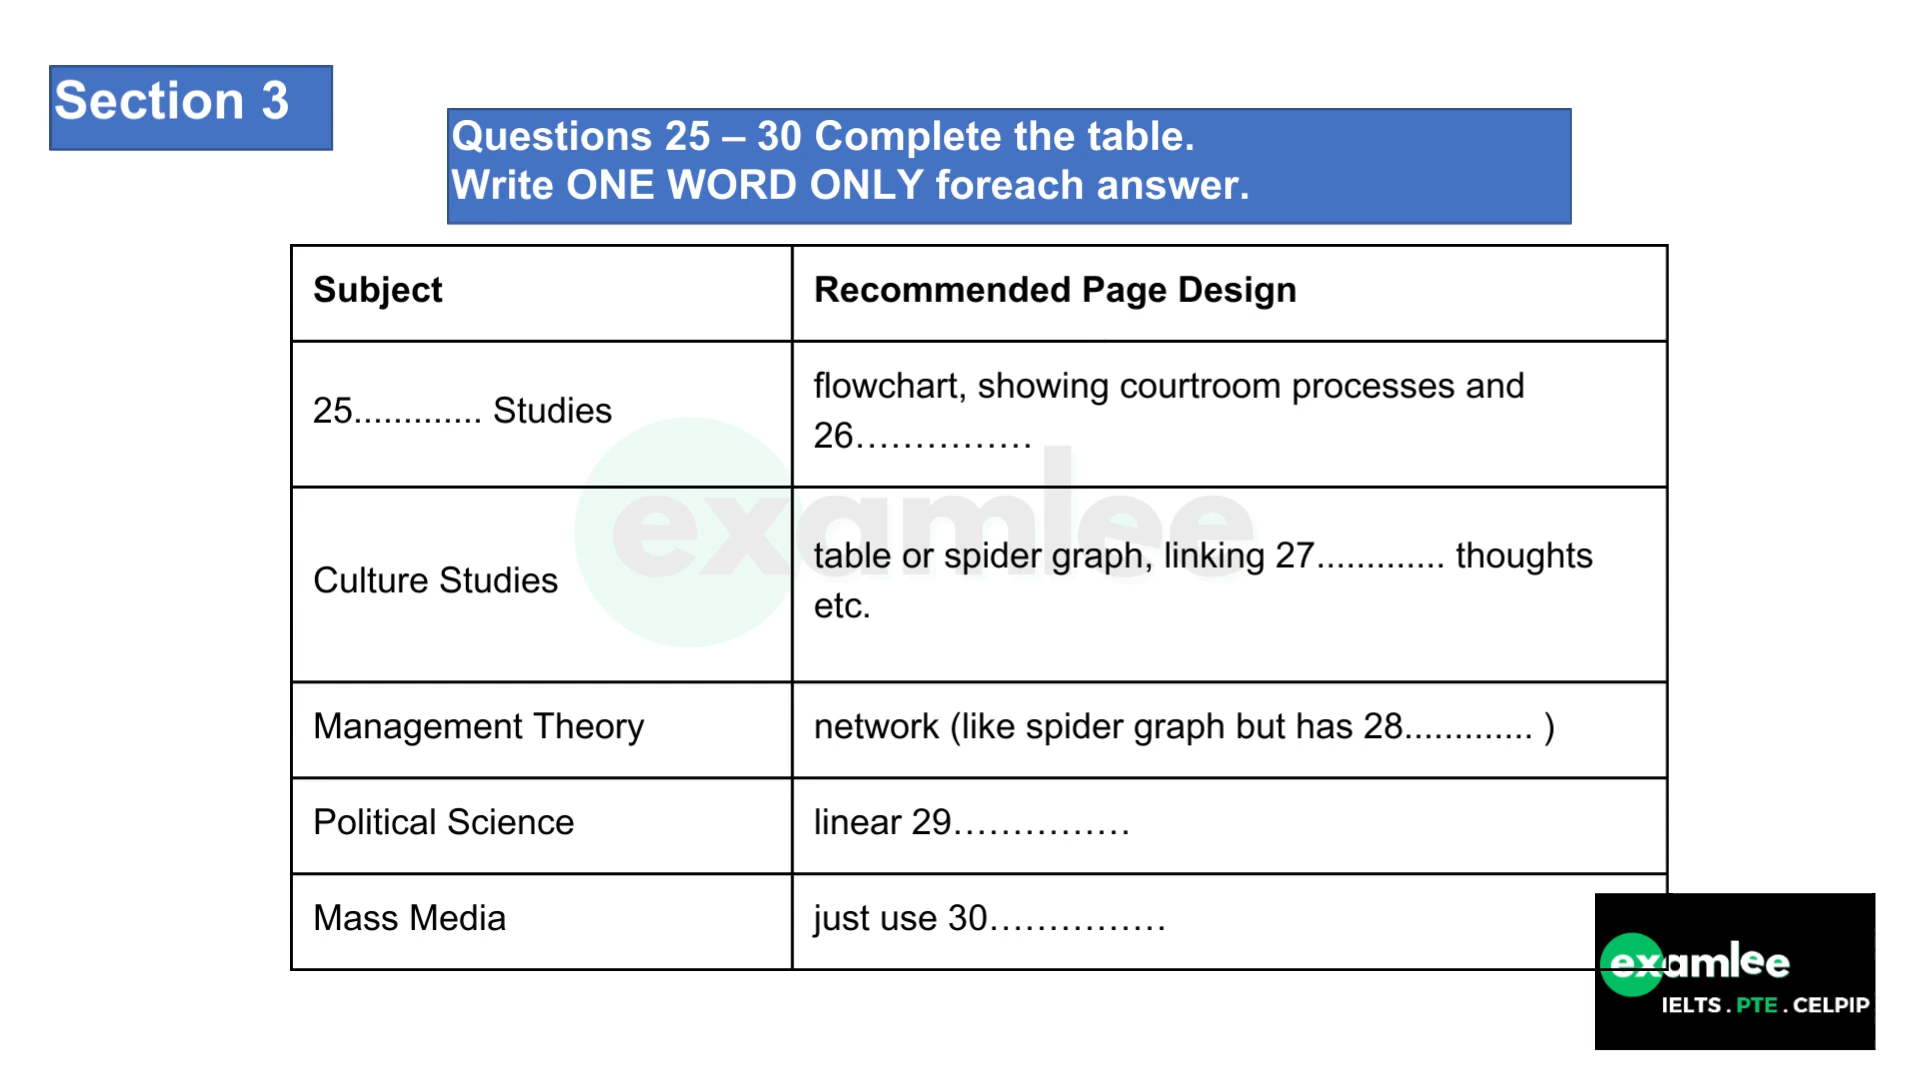 Section 3
Questions 25 – 30 Complete the table.
Write ONE WORD ONLY foreach answer.
Subject
Recommended Page Design
25............. Studies
flowchart, showing courtroom processes and
26……………
Culture Studies
table or spider graph, linking 27............. thoughts
etc.
Management Theory
network (like spider graph but has 28............. )
Political Science
linear 29……………
Mass Media
just use 30……………
examlee
examlee
IELTS . PTE . CELPIP